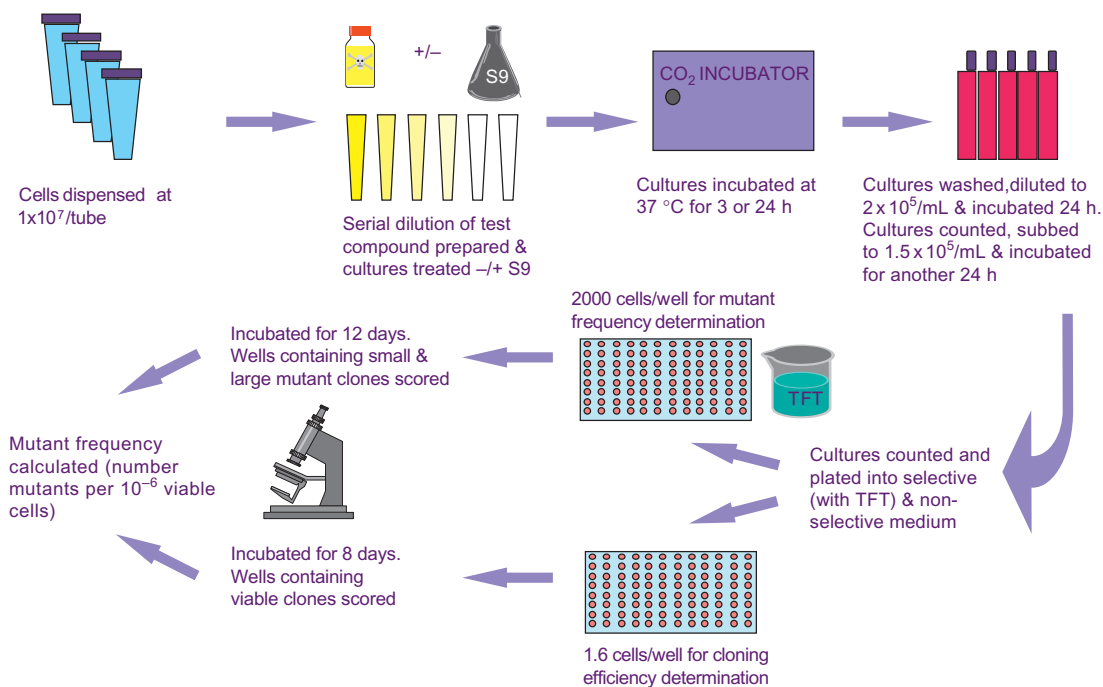 +/–
S9
CO₂ INCUBATOR
Cells dispensed at
1x10⁷/tube
Serial dilution of test
compound prepared &
cultures treated –/+ S9
Cultures incubated at
37 °C for 3 or 24 h
Cultures washed,diluted to
2 x 10⁵/mL & incubated 24 h.
Cultures counted, subbed
to 1.5 x 10⁵/mL & incubated
for another 24 h
2000 cells/well for mutant
frequency determination
TFT
Incubated for 12 days.
Wells containing small &
large mutant clones scored
Cultures counted and
plated into selective
(with TFT) & non-
selective medium
Mutant frequency
calculated (number
mutants per 10⁻⁶ viable
cells)
Incubated for 8 days.
Wells containing
viable clones scored
1.6 cells/well for cloning
efficiency determination